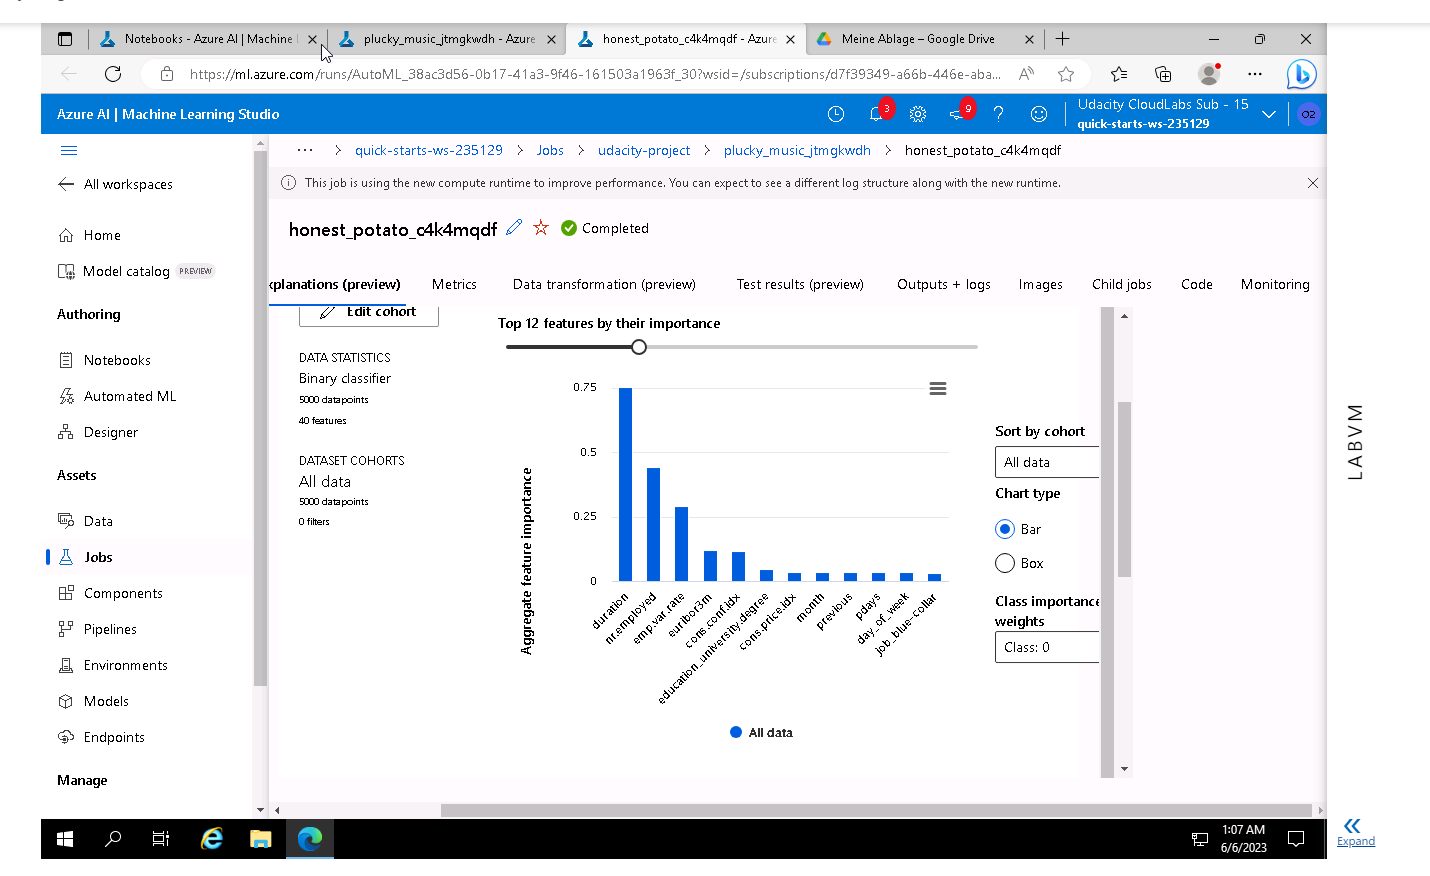 Notebooks - Azure AI | Machine L
plucky_music_jtmgkwdh - Azure
honest_potato_c4k4mqdf - Azure
Meine Ablage – Google Drive
https://ml.azure.com/runs/AutoML_38ac3d56-0b17-41a3-9f46-161503a1963f_30?wsid=/subscriptions/d7f39349-a66b-446e-aba...
Azure AI | Machine Learning Studio
3
9
?
Udacity CloudLabs Sub - 15
quick-starts-ws-235129
O2
All workspaces
Home
Model catalog PREVIEW
Authoring
Notebooks
Automated ML
Designer
Assets
Data
Jobs
Components
Pipelines
Environments
Models
Endpoints
Manage
··· > quick-starts-ws-235129 > Jobs > udacity-project > plucky_music_jtmgkwdh > honest_potato_c4k4mqdf
This job is using the new compute runtime to improve performance. You can expect to see a different log structure along with the new runtime.
honest_potato_c4k4mqdf
Completed
xplanations (preview)
Metrics
Data transformation (preview)
Test results (preview)
Outputs + logs
Images
Child jobs
Code
Monitoring
Edit cohort
DATA STATISTICS
Binary classifier
5000 datapoints
40 features
DATASET COHORTS
All data
5000 datapoints
0 filters
Top 12 features by their importance
Aggregate feature importance
0.75
0.5
0.25
0
duration
nr.employed
emp.var.rate
euribor3m
cons.conf.idx
education_university.degree
cons.price.idx
month
previous
pdays
day_of_week
job_blue-collar
All data
Sort by cohort
All data
Chart type
Bar
Box
Class importance
weights
Class: 0
1:07 AM
6/6/2023
LABVM
Expand